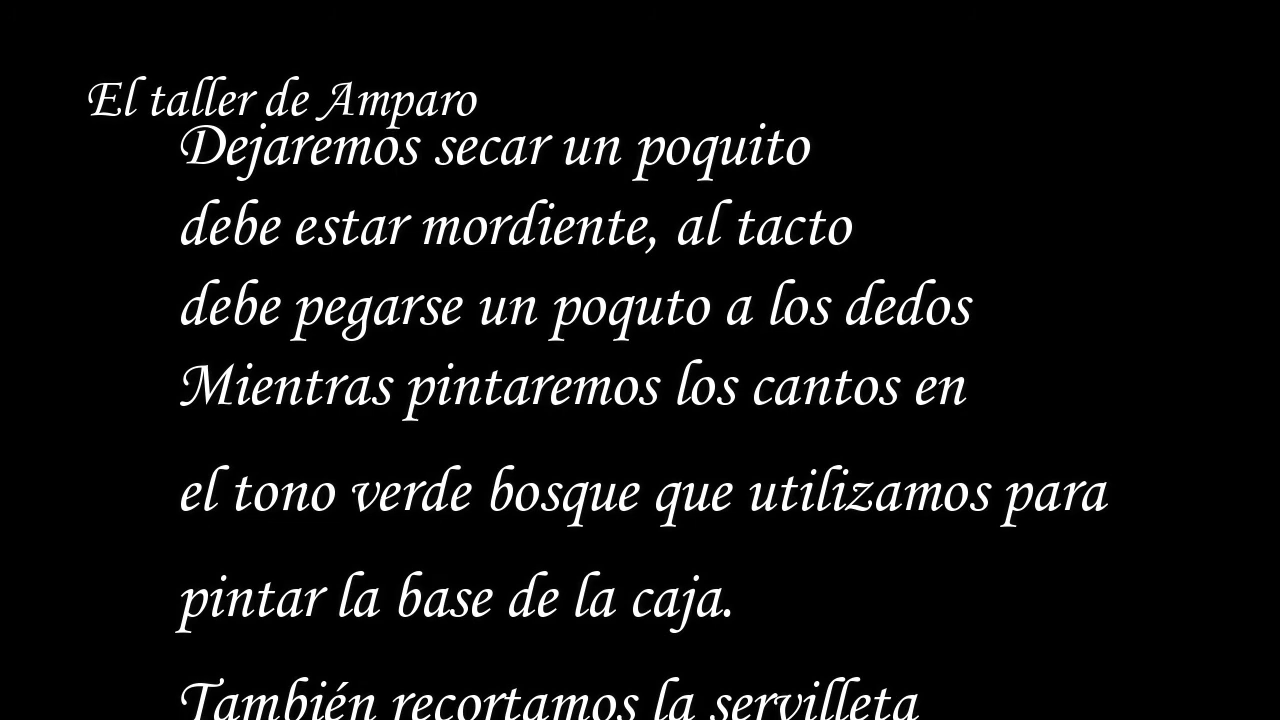 El taller de Amparo
Dejaremos secar un poquito
debe estar mordiente, al tacto
debe pegarse un poquto a los dedos
Mientras pintaremos los cantos en
el tono verde bosque que utilizamos para
pintar la base de la caja.
También recortamos la servilleta